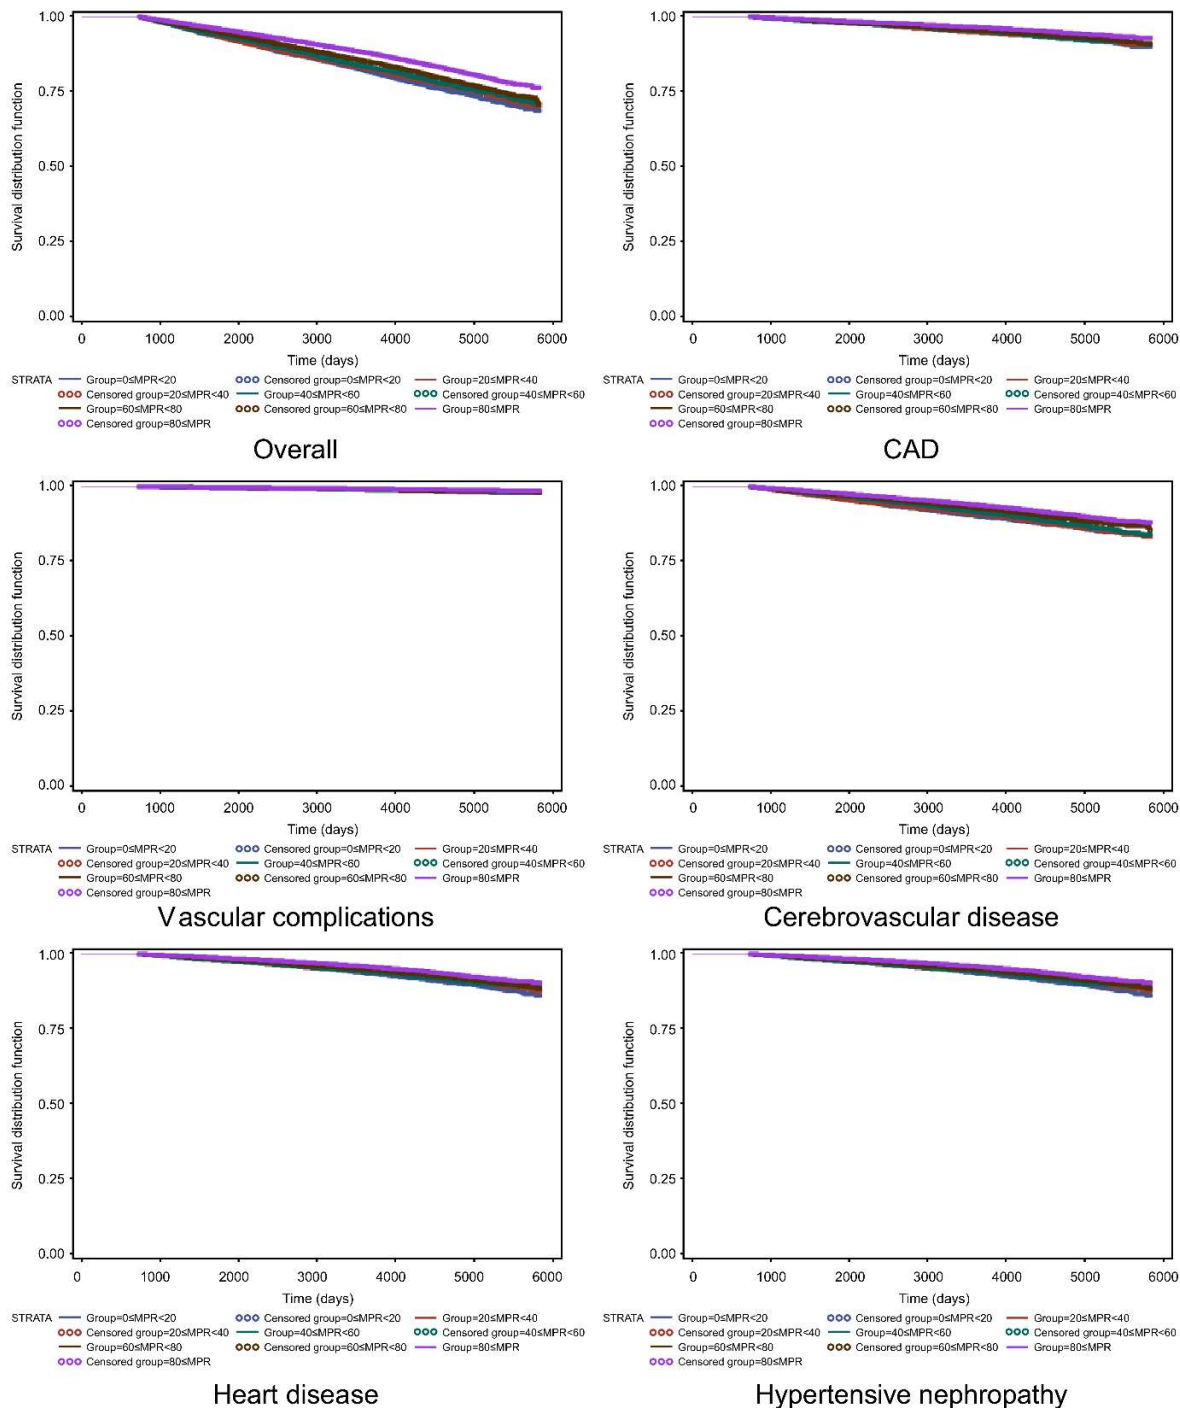 1.00
0.75
0.50
0.25
0.00
Survival distribution function
0 1000 2000 3000 4000 5000 6000
Time (days)
STRATA Group=0≤MPR<20 Censored group=0≤MPR<20 Group=20≤MPR<40
Censored group=20≤MPR<40 Group=40≤MPR<60 Censored group=40≤MPR<60
Group=60≤MPR<80 Censored group=60≤MPR<80 Group=80≤MPR
Censored group=80≤MPR
Overall
1.00
0.75
0.50
0.25
0.00
Survival distribution function
0 1000 2000 3000 4000 5000 6000
Time (days)
STRATA Group=0≤MPR<20 Censored group=0≤MPR<20 Group=20≤MPR<40
Censored group=20≤MPR<40 Group=40≤MPR<60 Censored group=40≤MPR<60
Group=60≤MPR<80 Censored group=60≤MPR<80 Group=80≤MPR
Censored group=80≤MPR
CAD
1.00
0.75
0.50
0.25
0.00
Survival distribution function
0 1000 2000 3000 4000 5000 6000
Time (days)
STRATA Group=0≤MPR<20 Censored group=0≤MPR<20 Group=20≤MPR<40
Censored group=20≤MPR<40 Group=40≤MPR<60 Censored group=40≤MPR<60
Group=60≤MPR<80 Censored group=60≤MPR<80 Group=80≤MPR
Censored group=80≤MPR
Vascular complications
1.00
0.75
0.50
0.25
0.00
Survival distribution function
0 1000 2000 3000 4000 5000 6000
Time (days)
STRATA Group=0≤MPR<20 Censored group=0≤MPR<20 Group=20≤MPR<40
Censored group=20≤MPR<40 Group=40≤MPR<60 Censored group=40≤MPR<60
Group=60≤MPR<80 Censored group=60≤MPR<80 Group=80≤MPR
Censored group=80≤MPR
Cerebrovascular disease
1.00
0.75
0.50
0.25
0.00
Survival distribution function
0 1000 2000 3000 4000 5000 6000
Time (days)
STRATA Group=0≤MPR<20 Censored group=0≤MPR<20 Group=20≤MPR<40
Censored group=20≤MPR<40 Group=40≤MPR<60 Censored group=40≤MPR<60
Group=60≤MPR<80 Censored group=60≤MPR<80 Group=80≤MPR
Censored group=80≤MPR
Heart disease
1.00
0.75
0.50
0.25
0.00
Survival distribution function
0 1000 2000 3000 4000 5000 6000
Time (days)
STRATA Group=0≤MPR<20 Censored group=0≤MPR<20 Group=20≤MPR<40
Censored group=20≤MPR<40 Group=40≤MPR<60 Censored group=40≤MPR<60
Group=60≤MPR<80 Censored group=60≤MPR<80 Group=80≤MPR
Censored group=80≤MPR
Hypertensive nephropathy